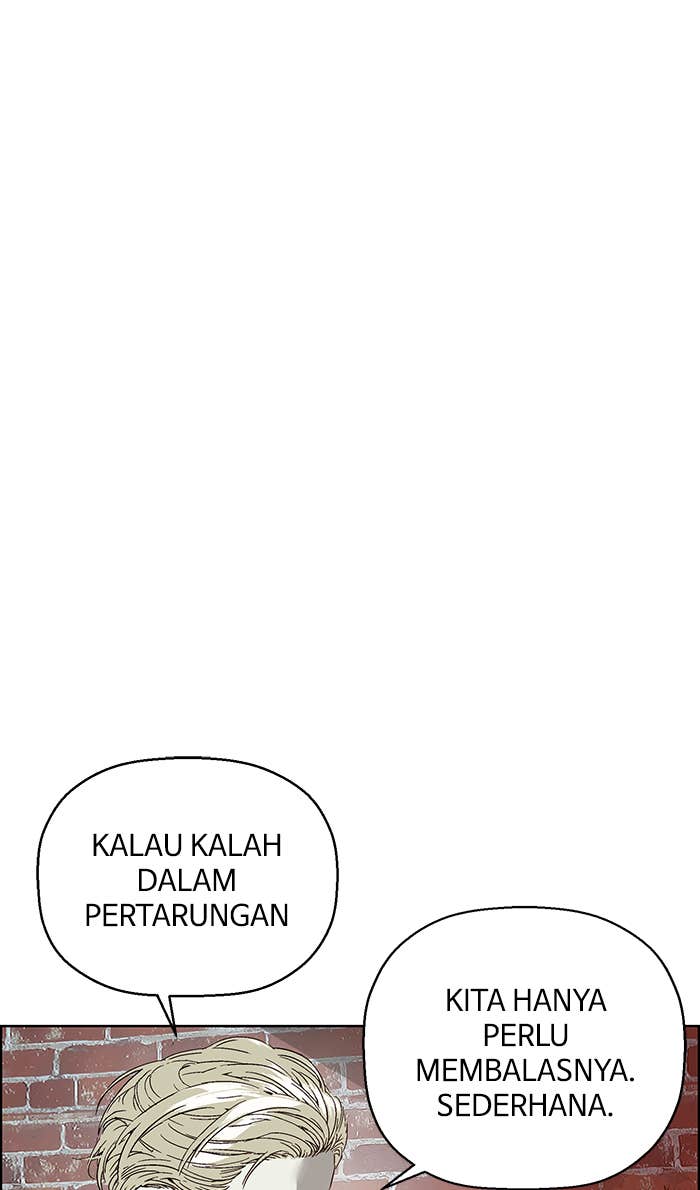 KALAU KALAH
DALAM
PERTARUNGAN
KITA HANYA
PERLU
MEMBALASNYA.
SEDERHANA.